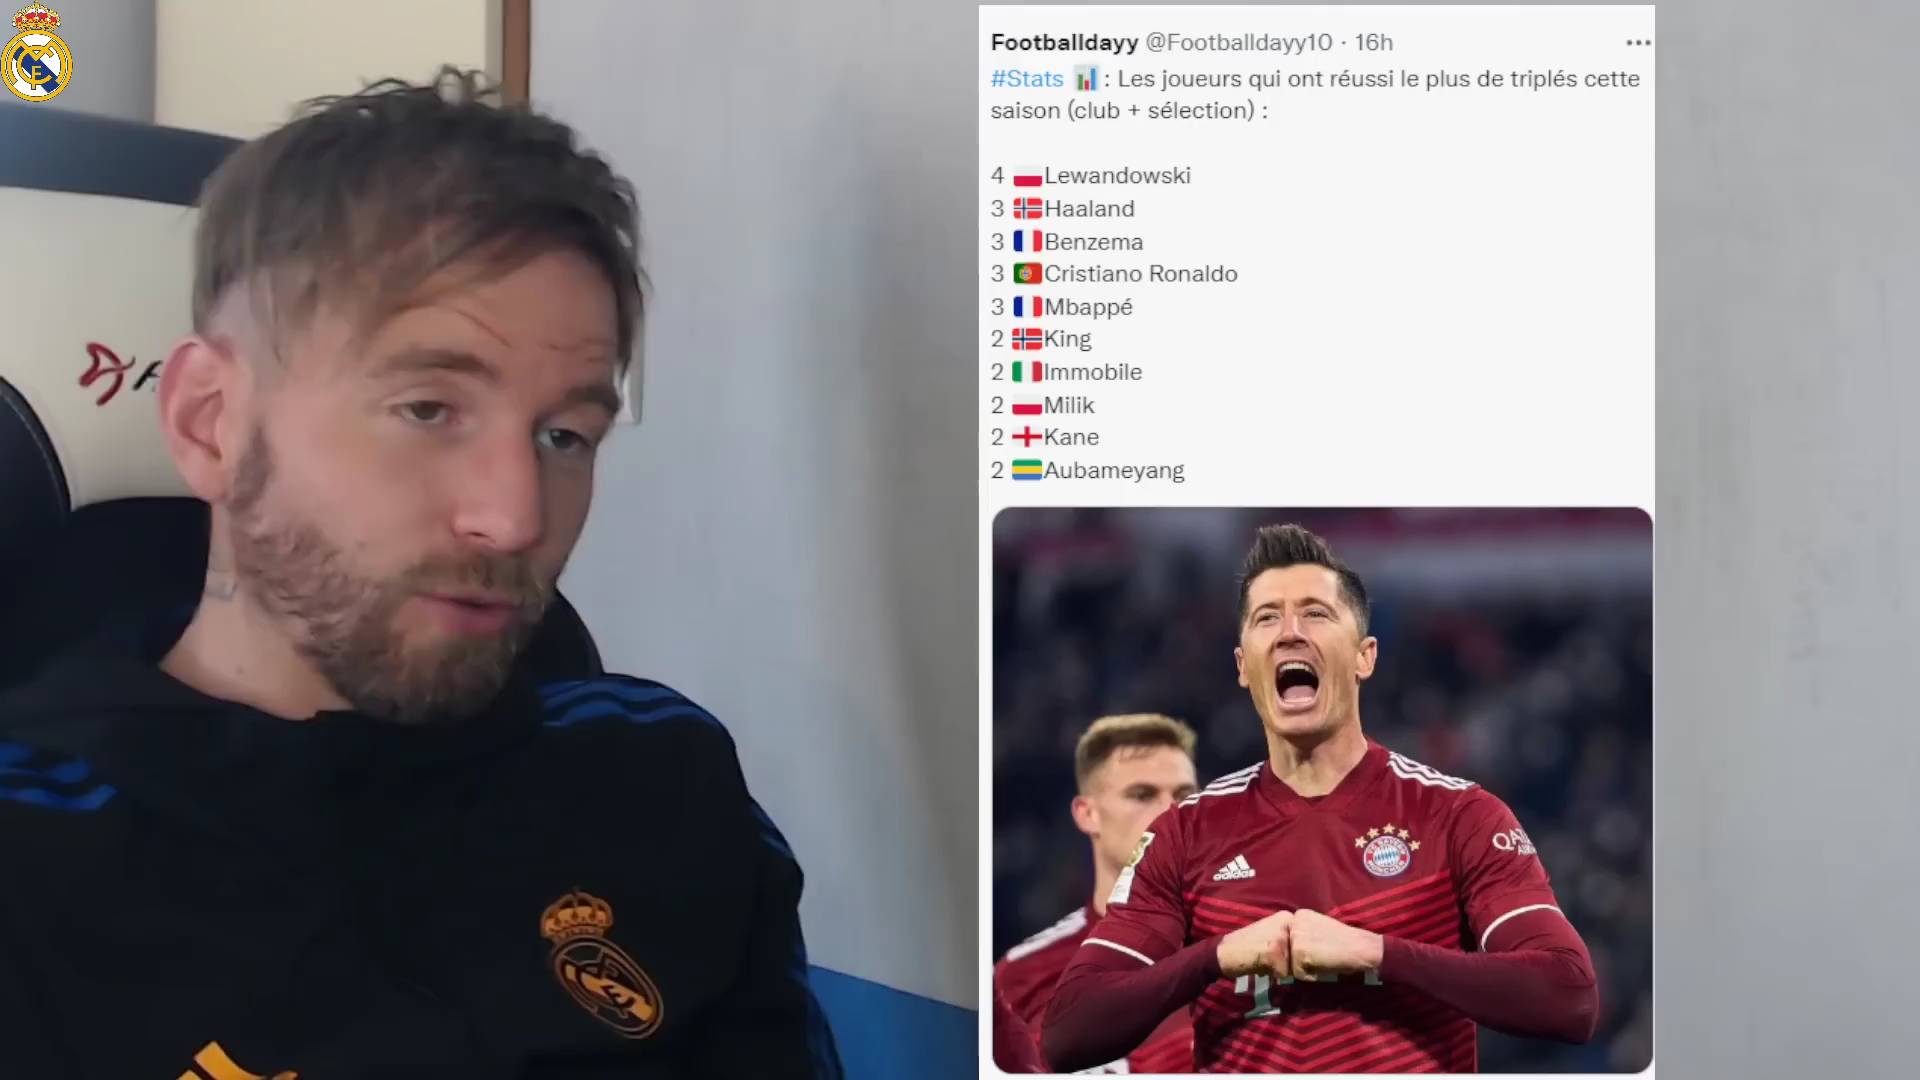 Footballdayy @Footballdayy10 · 16h
#Stats 📊 : Les joueurs qui ont réussi le plus de triplés cette
saison (club + sélection) :
4 🇵🇱Lewandowski
3 🇳🇴Haaland
3 🇫🇷Benzema
3 🇵🇹Cristiano Ronaldo
3 🇫🇷Mbappé
2 🇳🇴King
2 🇮🇹Immobile
2 🇵🇱Milik
2 🏴󠁧󠁢󠁥󠁮󠁧󠁿Kane
2 🇬🇦Aubameyang
adidas